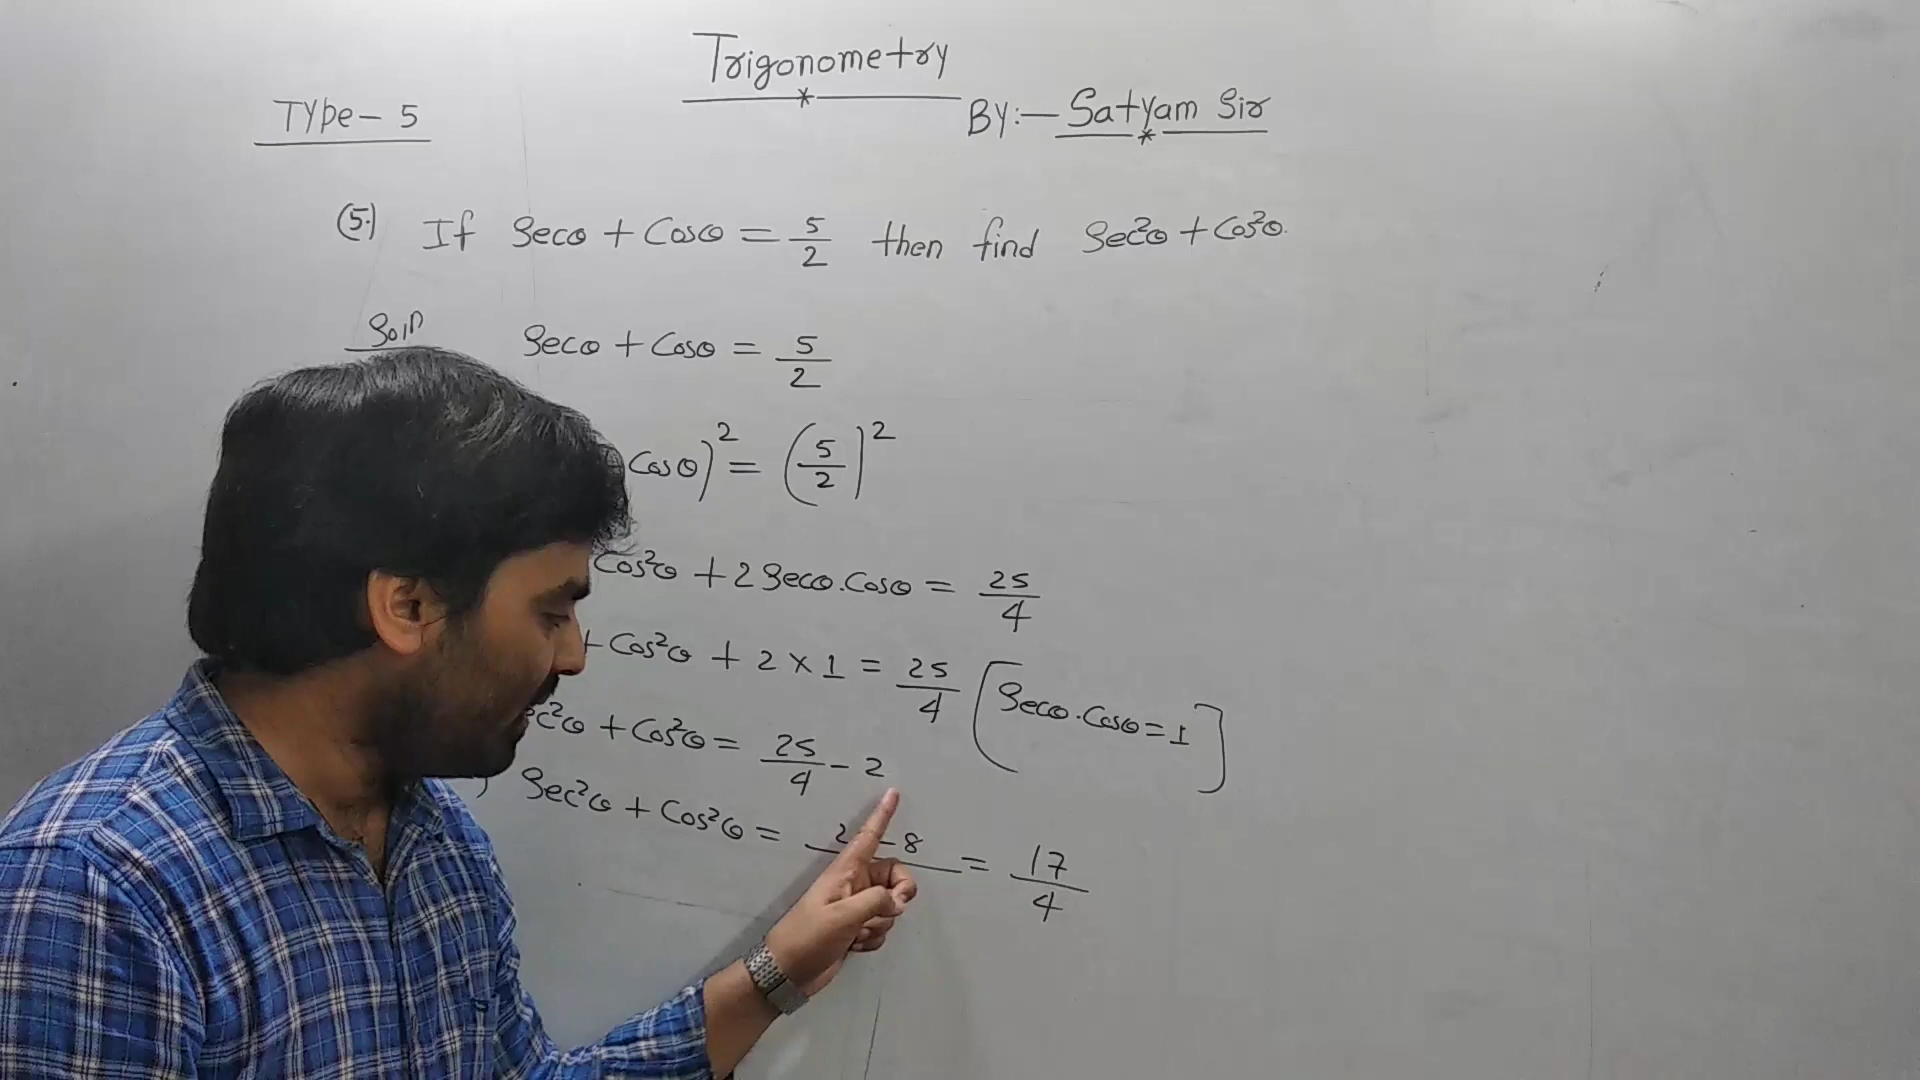 Trigonometry
TYPE- 5
BY:- Satyam Sir
(5.) If Secθ + Cosθ = 5/2 then find Sec²θ + Cos²θ.
Solⁿ Secθ + Cosθ = 5/2
Cosθ)² = (5/2)²
Cos²θ + 2Secθ.Cosθ = 25/4
+ Cos²θ + 2 × 1 = 25/4 [Secθ.Cosθ = 1]
c²θ + Cos²θ = 25/4 - 2
Sec²θ + Cos²θ = 2 - 8 = 17/4